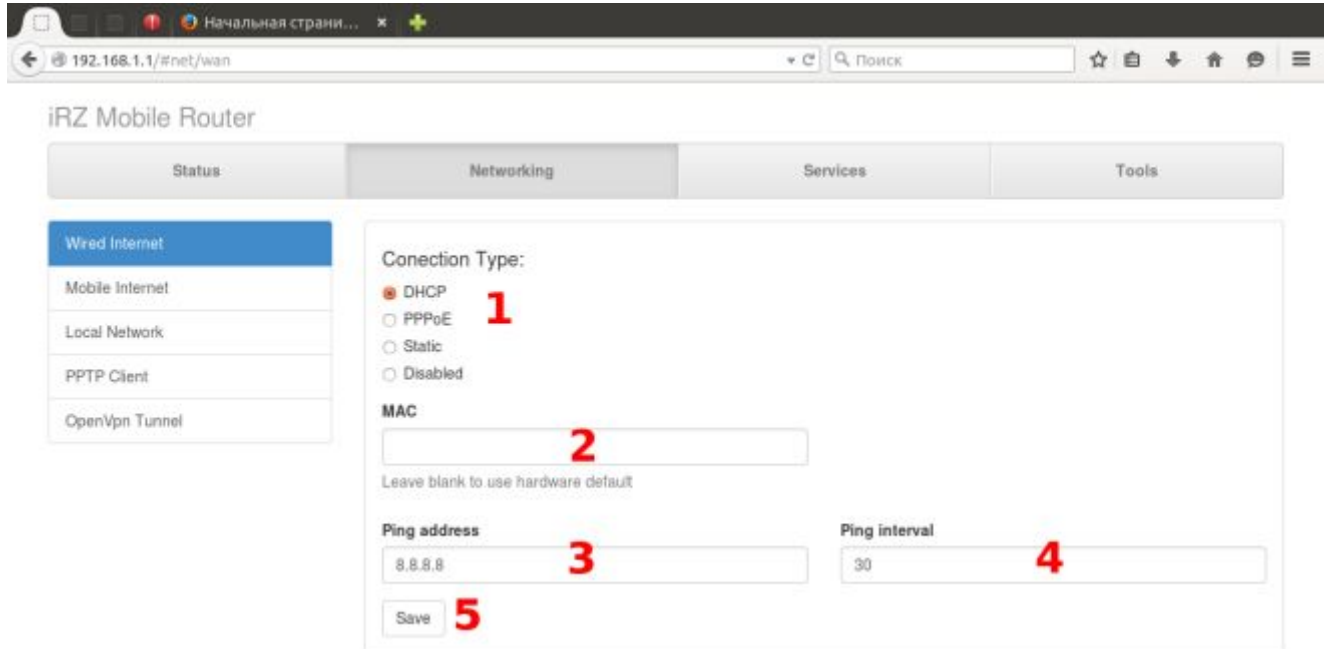 Начальная страни...
192.168.1.1/#net/wan
Поиск
iRZ Mobile Router
Status Networking Services Tools
Wired Internet
Mobile Internet
Local Network
PPTP Client
OpenVpn Tunnel
Conection Type:
DHCP
1
PPPoE
Static
Disabled
MAC
2
Leave blank to use hardware default
Ping address Ping interval
8.8.8.8 3 30 4
Save 5